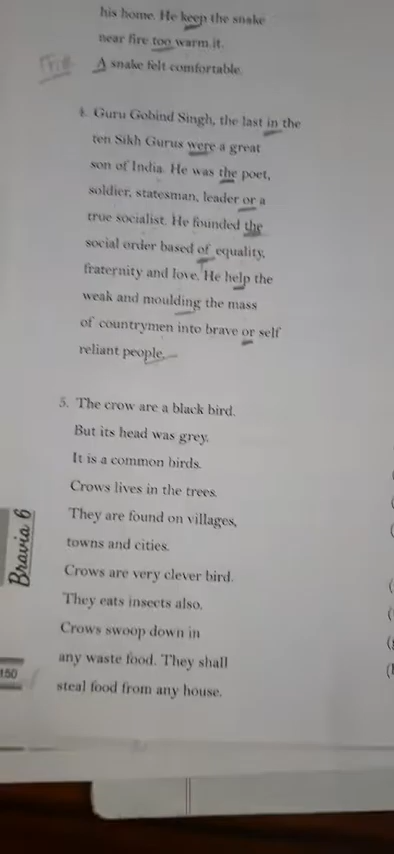 his home. He keep the snake
near fire too warm it.
A snake felt comfortable.
4. Guru Gobind Singh, the last in the
ten Sikh Gurus were a great
son of India. He was the poet,
soldier, statesman, leader or a
true socialist. He founded the
social order based of equality,
fraternity and love. He help the
weak and moulding the mass
of countrymen into brave or self
reliant people.
5. The crow are a black bird.
But its head was grey.
It is a common birds.
Crows lives in the trees.
They are found on villages,
towns and cities.
Crows are very clever bird.
They eats insects also.
Crows swoop down in
any waste food. They shall
steal food from any house.
Bravia 6
150